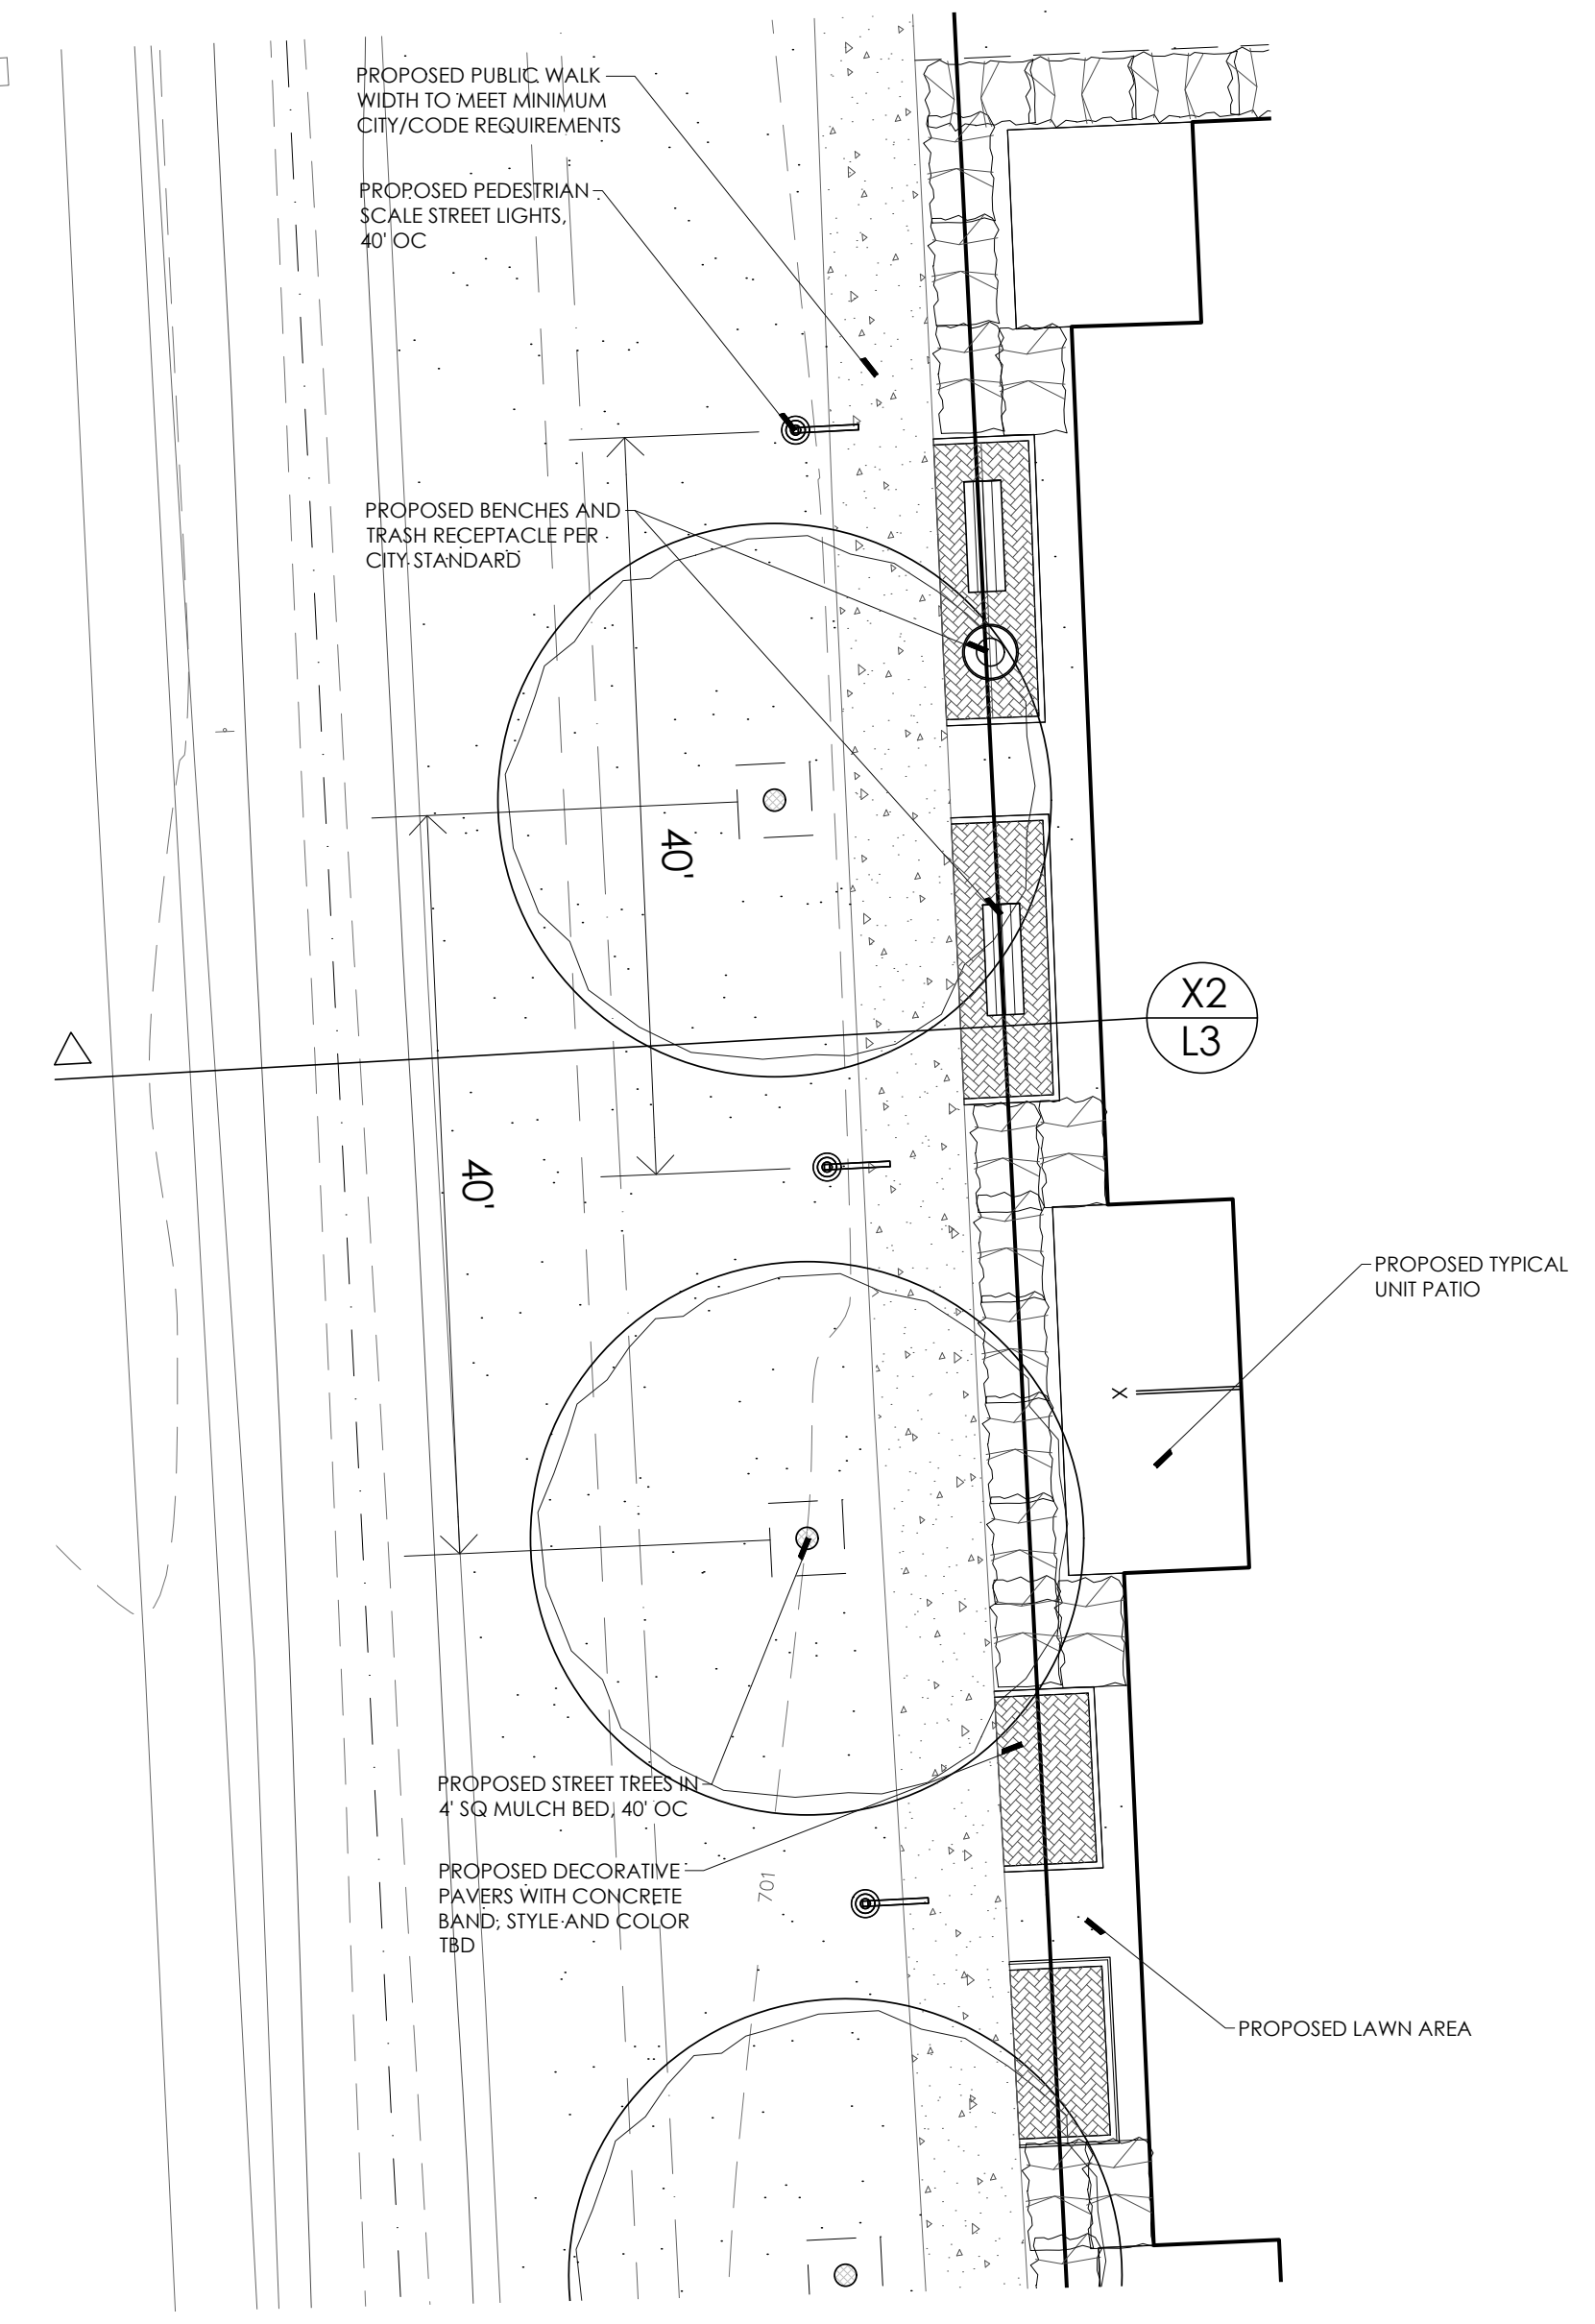 PROPOSED PUBLIC WALK
WIDTH TO MEET MINIMUM
CITY/CODE REQUIREMENTS
PROPOSED PEDESTRIAN
SCALE STREET LIGHTS,
40' OC
PROPOSED BENCHES AND
TRASH RECEPTACLE PER
CITY STANDARD
40'
X2
L3
40'
PROPOSED TYPICAL
UNIT PATIO
X
PROPOSED STREET TREES IN
4' SQ MULCH BED, 40' OC
PROPOSED DECORATIVE
PAVERS WITH CONCRETE
BAND; STYLE AND COLOR
TBD
701
PROPOSED LAWN AREA